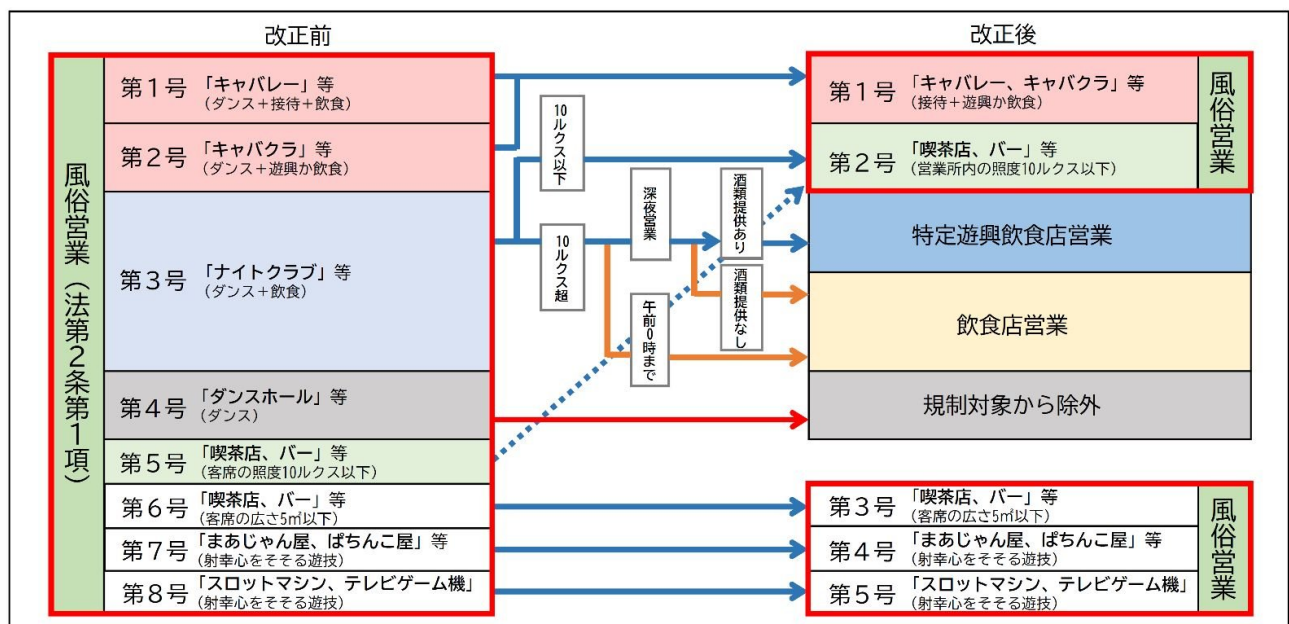 改正前
改正後
風俗営業(法第2条第1項)
第1号 「キャバレー」等
(ダンス+接待+飲食)
第2号 「キャバクラ」等
(ダンス+遊興か飲食)
第3号 「ナイトクラブ」等
(ダンス+飲食)
第4号 「ダンスホール」等
(ダンス)
第5号 「喫茶店、バー」等
(客席の照度10ルクス以下)
第6号 「喫茶店、バー」等
(客席の広さ5㎡以下)
第7号 「まあじゃん屋、ぱちんこ屋」等
(射幸心をそそる遊技)
第8号 「スロットマシン、テレビゲーム機」
(射幸心をそそる遊技)
10ルクス以下
10ルクス超
深夜営業
午前0時まで
酒類提供あり
酒類提供なし
第1号 「キャバレー、キャバクラ」等
(接待+遊興か飲食)
第2号 「喫茶店、バー」等
(営業所内の照度10ルクス以下)
風俗営業
特定遊興飲食店営業
飲食店営業
規制対象から除外
第3号 「喫茶店、バー」等
(客席の広さ5㎡以下)
第4号 「まあじゃん屋、ぱちんこ屋」等
(射幸心をそそる遊技)
第5号 「スロットマシン、テレビゲーム機」
(射幸心をそそる遊技)
風俗営業